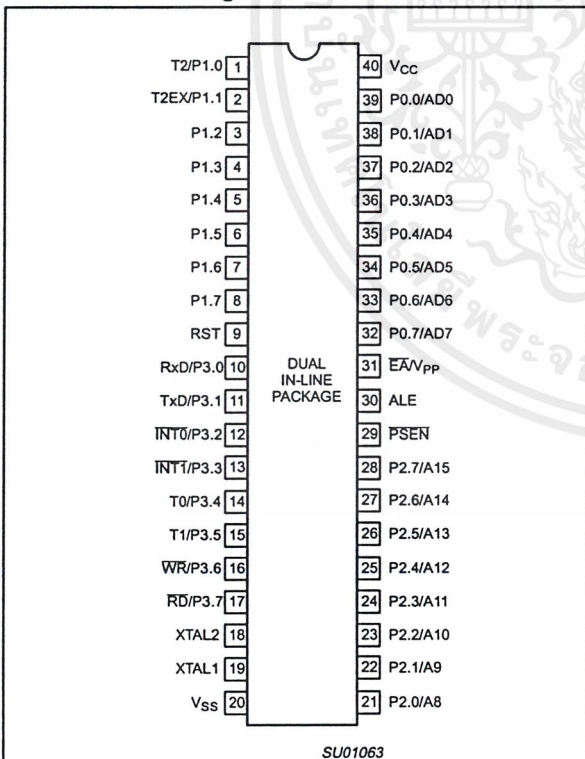 T2/P1.0 1
40 VCC
T2EX/P1.1 2
39 P0.0/AD0
P1.2 3
38 P0.1/AD1
P1.3 4
37 P0.2/AD2
P1.4 5
36 P0.3/AD3
P1.5 6
35 P0.4/AD4
P1.6 7
34 P0.5/AD5
P1.7 8
33 P0.6/AD6
RST 9
32 P0.7/AD7
RxD/P3.0 10
DUAL
IN-LINE
PACKAGE
31 E̅A̅/VPP
TxD/P3.1 11
30 ALE
I̅N̅T̅0̅/P3.2 12
29 P̅S̅E̅N̅
I̅N̅T̅1̅/P3.3 13
28 P2.7/A15
T0/P3.4 14
27 P2.6/A14
T1/P3.5 15
26 P2.5/A13
W̅R̅/P3.6 16
25 P2.4/A12
R̅D̅/P3.7 17
24 P2.3/A11
XTAL2 18
23 P2.2/A10
XTAL1 19
22 P2.1/A9
VSS 20
21 P2.0/A8
SU01063